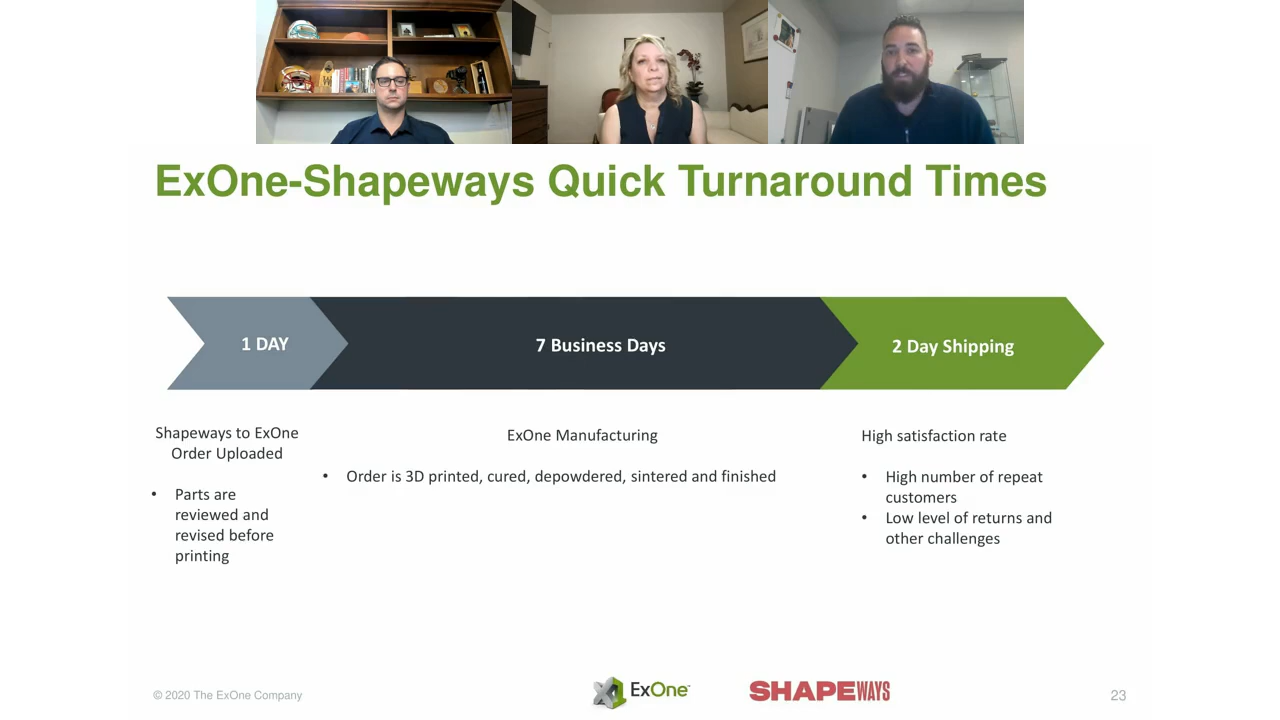 ExOne-Shapeways Quick Turnaround Times
1 DAY
7 Business Days
2 Day Shipping
Shapeways to ExOne
Order Uploaded
• Parts are
reviewed and
revised before
printing
ExOne Manufacturing
• Order is 3D printed, cured, depowdered, sintered and finished
High satisfaction rate
• High number of repeat
customers
• Low level of returns and
other challenges
© 2020 The ExOne Company
ExOne™
SHAPEWAYS
23